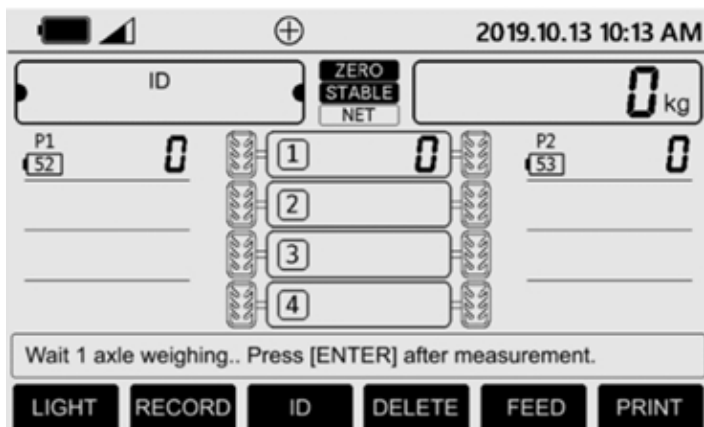 2019.10.13 10:13 AM
ID
ZERO
STABLE
NET
0 kg
P1
52
0
1
0
P2
53
0
2
3
4
Wait 1 axle weighing.. Press [ENTER] after measurement.
LIGHT RECORD ID DELETE FEED PRINT